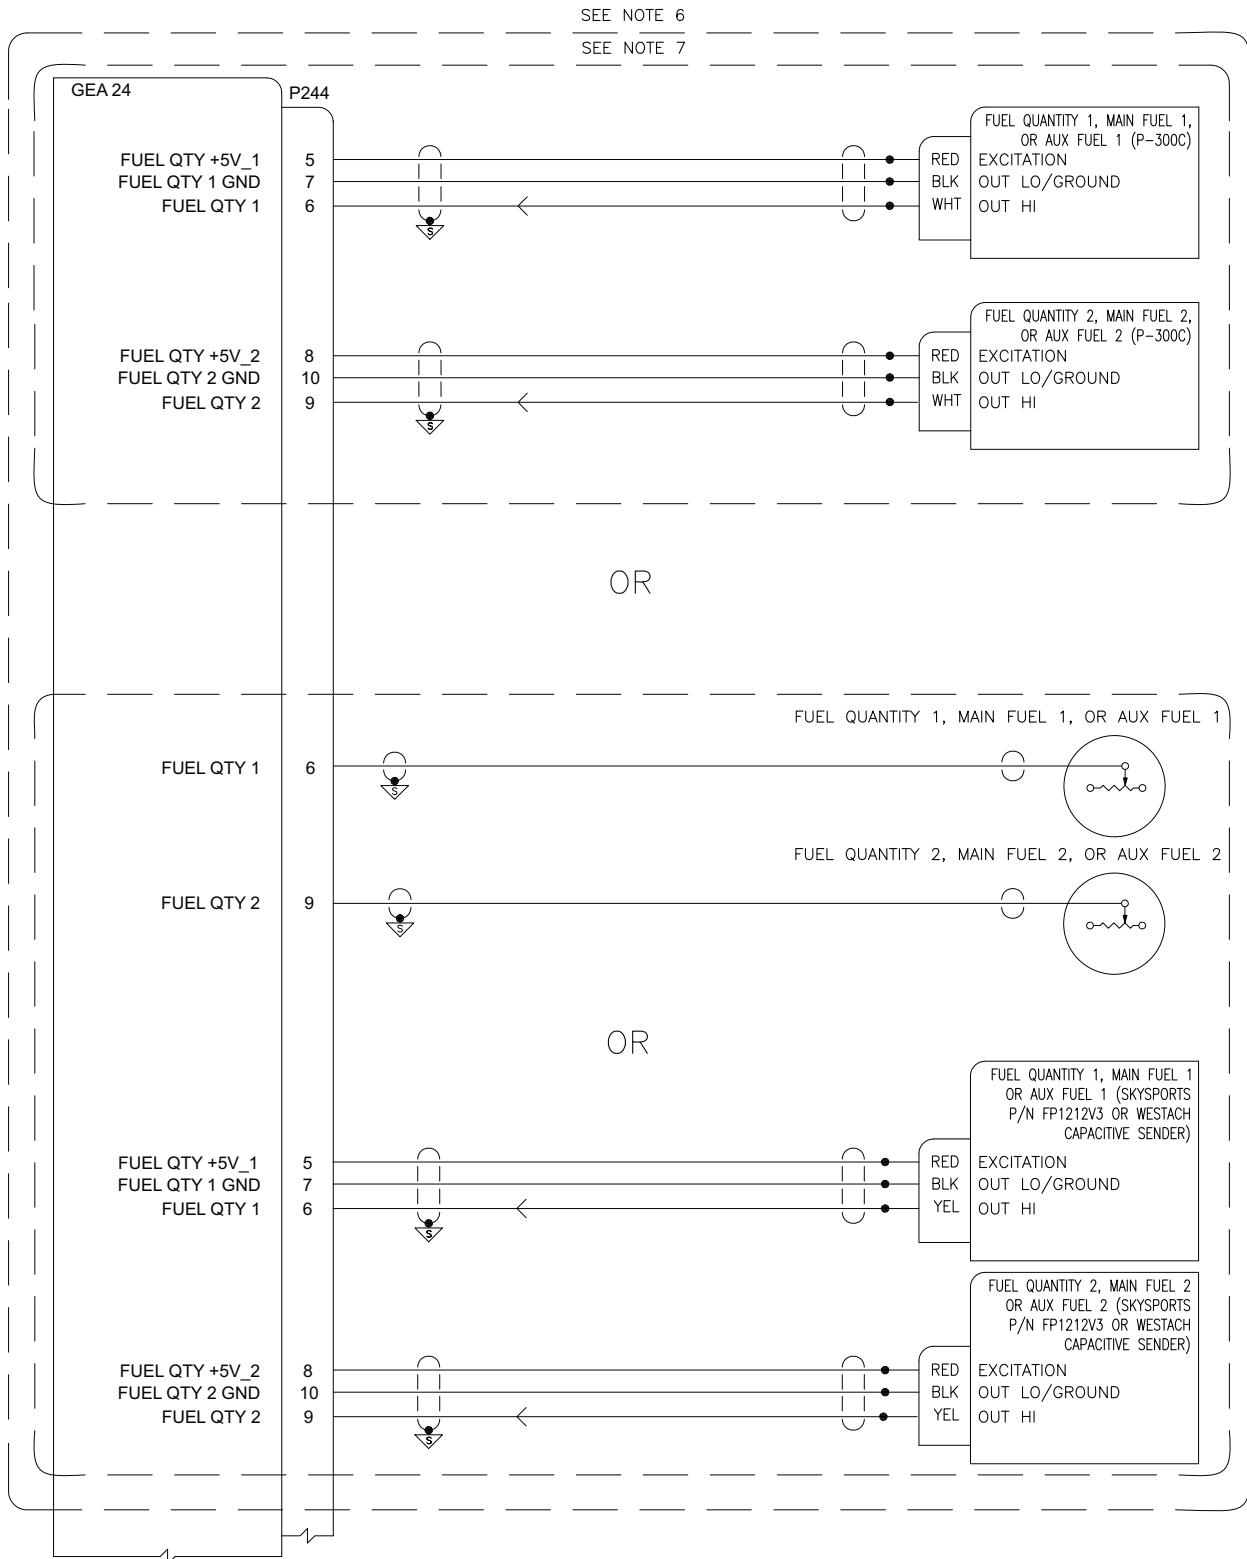 SEE NOTE 6
SEE NOTE 7
GEA 24
P244
FUEL QUANTITY 1, MAIN FUEL 1,
OR AUX FUEL 1 (P-300C)
FUEL QTY +5V_1 5 RED EXCITATION
FUEL QTY 1 GND 7 BLK OUT LO/GROUND
FUEL QTY 1 6 WHT OUT HI
S
FUEL QUANTITY 2, MAIN FUEL 2,
OR AUX FUEL 2 (P-300C)
FUEL QTY +5V_2 8 RED EXCITATION
FUEL QTY 2 GND 10 BLK OUT LO/GROUND
FUEL QTY 2 9 WHT OUT HI
S
OR
FUEL QUANTITY 1, MAIN FUEL 1, OR AUX FUEL 1
FUEL QTY 1 6
S
FUEL QUANTITY 2, MAIN FUEL 2, OR AUX FUEL 2
FUEL QTY 2 9
S
OR
FUEL QUANTITY 1, MAIN FUEL 1
OR AUX FUEL 1 (SKYSPORTS
P/N FP1212V3 OR WESTACH
CAPACITIVE SENDER)
FUEL QTY +5V_1 5 RED EXCITATION
FUEL QTY 1 GND 7 BLK OUT LO/GROUND
FUEL QTY 1 6 YEL OUT HI
S
FUEL QUANTITY 2, MAIN FUEL 2
OR AUX FUEL 2 (SKYSPORTS
P/N FP1212V3 OR WESTACH
CAPACITIVE SENDER)
FUEL QTY +5V_2 8 RED EXCITATION
FUEL QTY 2 GND 10 BLK OUT LO/GROUND
FUEL QTY 2 9 YEL OUT HI
S